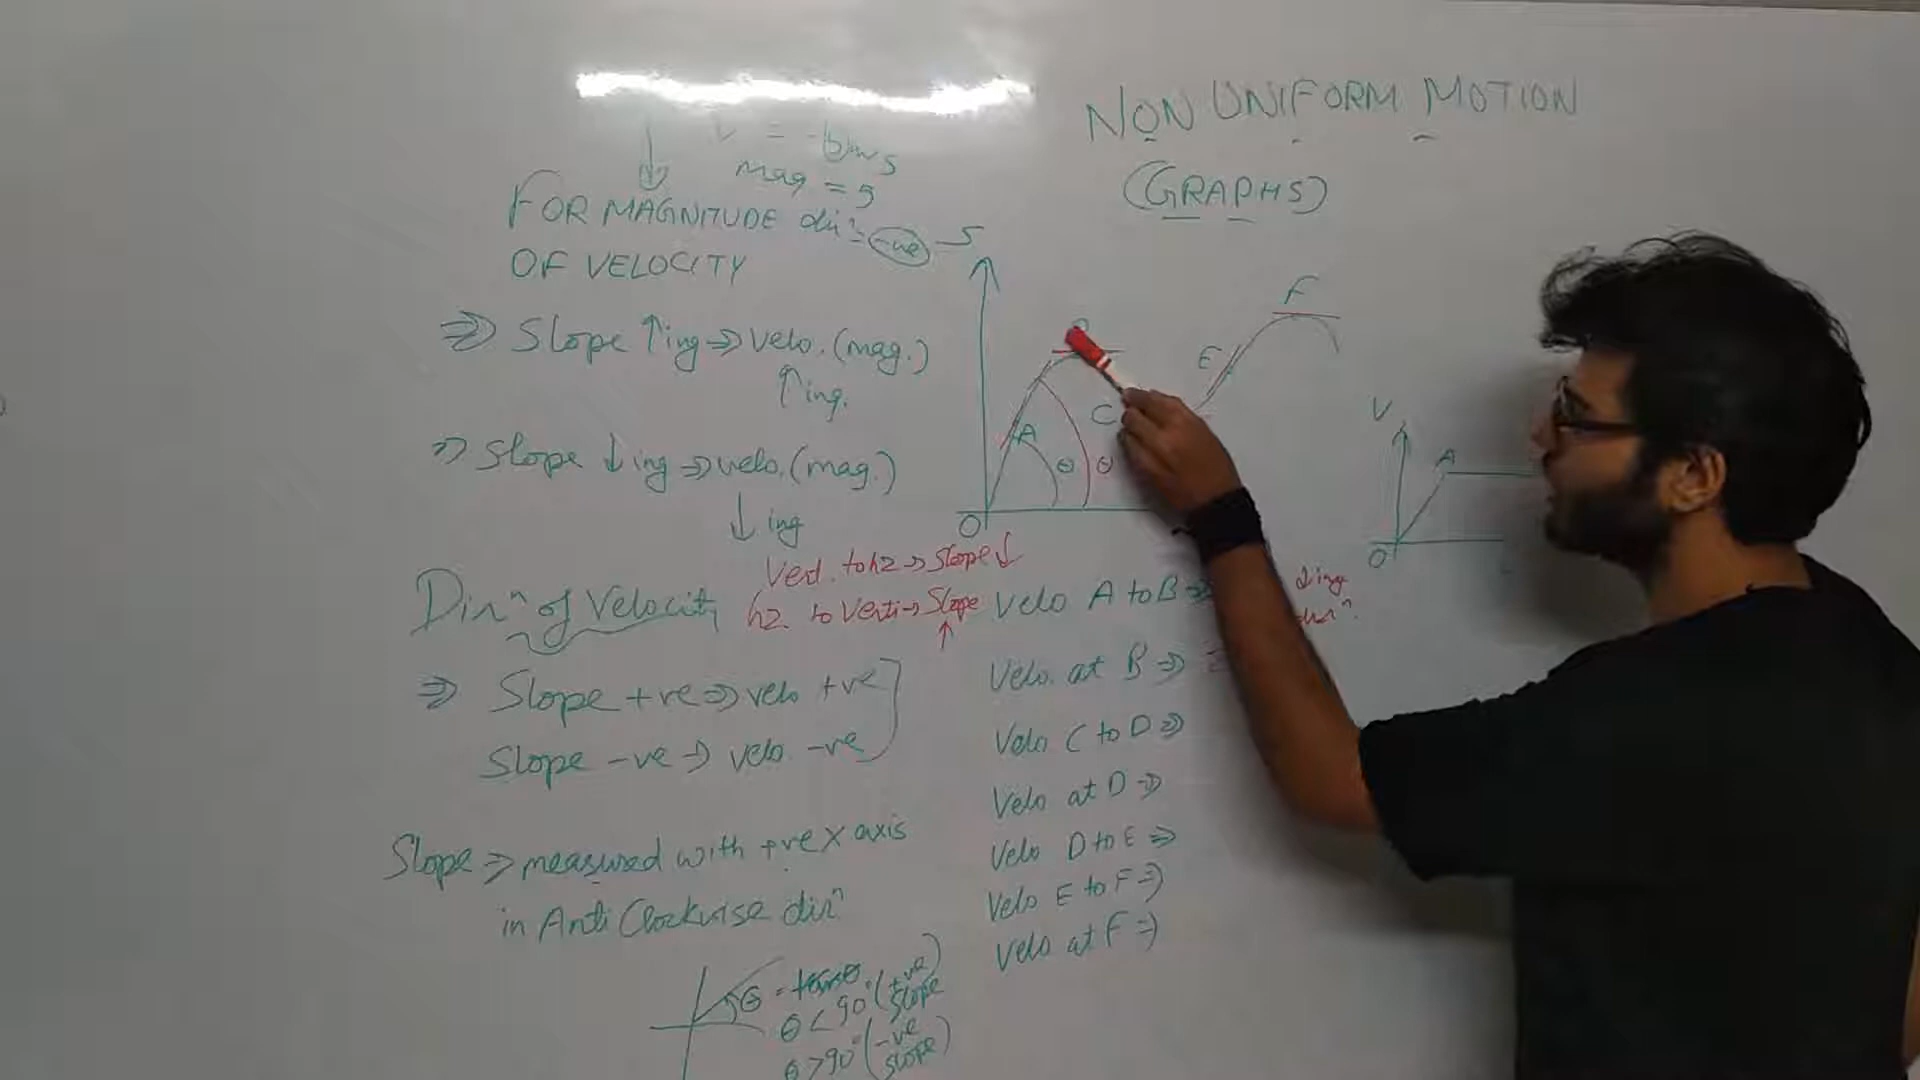 NON UNIFORM MOTION
(GRAPHS)
mag = 5
FOR MAGNITUDE dirⁿ = -ve
OF VELOCITY
⇒ Slope ↑ing ⇒ velo. (mag.)
↑ing.
⇒ Slope ↓ing ⇒ velo. (mag.)
↓ing
Dirⁿ of Velocity
Vert. to hz → Slope ↓
hz. to Verti → Slope
↑
⇒ Slope +ve ⇒ velo +ve
Slope -ve → velo. -ve
Slope ⇒ measured with +ve X axis
in Anti Clockwise dirⁿ
θ = tanθ
θ < 90° (+ve
slope)
θ > 90° (-ve
slope)
S
A
C
E
F
θ
θ
O
Velo A to B ⇒
↓ing
dirⁿ.
Velo. at B ⇒
Velo C to D ⇒
Velo at D ⇒
Velo D to E ⇒
Velo E to F ⇒
Velo at F ⇒
V
A
O